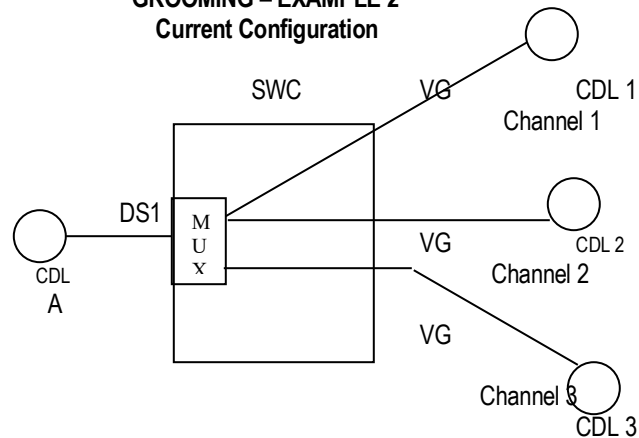 GROOMING – EXAMPLE 2
Current Configuration
SWC
VG
CDL 1
Channel 1
DS1
M
U
X
CDL
A
VG
CDL 2
Channel 2
VG
Channel 3
CDL 3